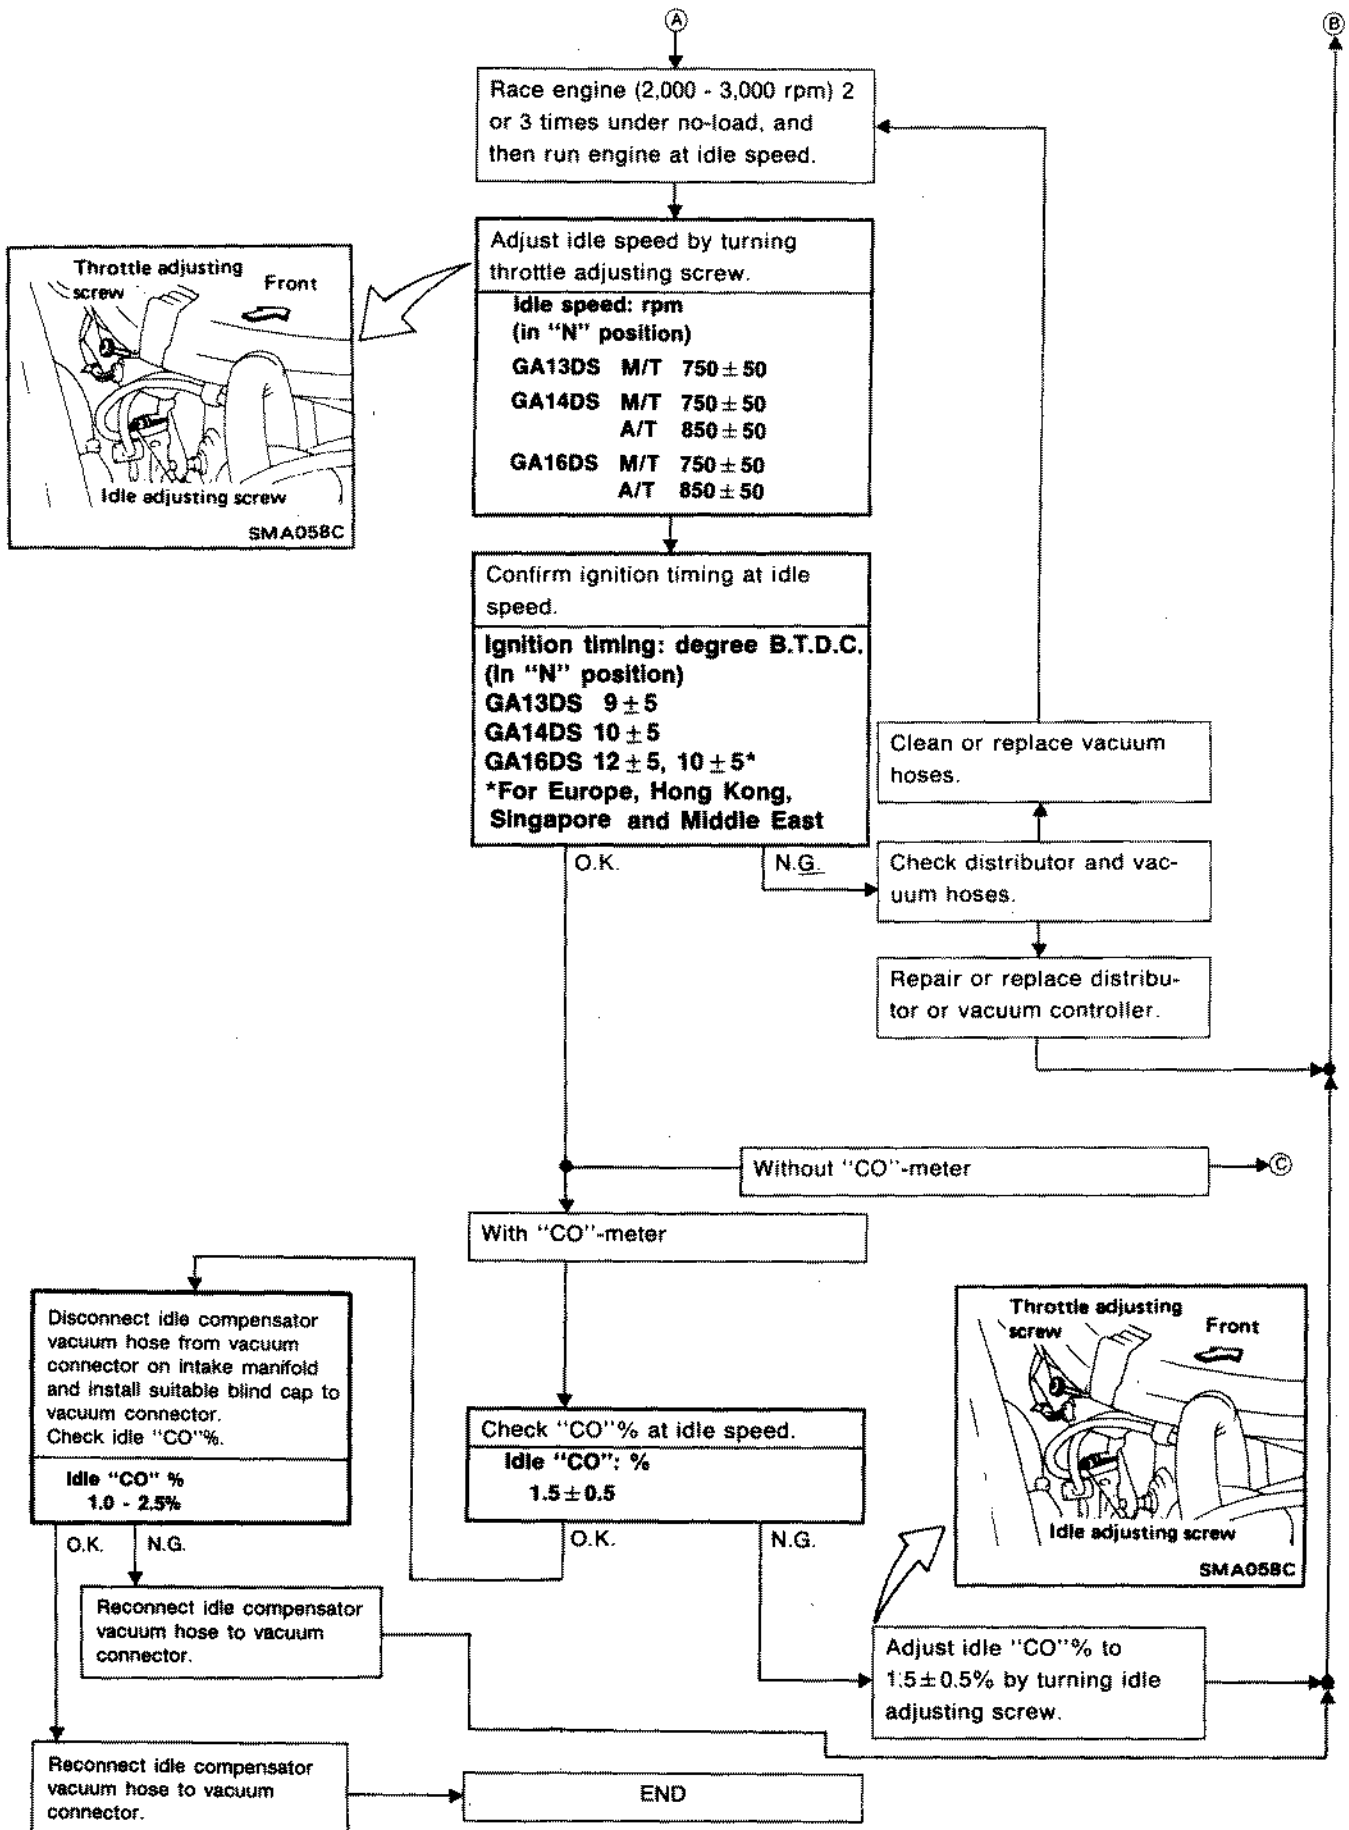 A
B
Race engine (2,000 - 3,000 rpm) 2
or 3 times under no-load, and
then run engine at idle speed.
Adjust idle speed by turning
throttle adjusting screw.
Idle speed: rpm
(in “N” position)
GA13DS M/T 750 ± 50
GA14DS M/T 750 ± 50
A/T 850 ± 50
GA16DS M/T 750 ± 50
A/T 850 ± 50
Throttle adjusting
screw
Front
Idle adjusting screw
SMA058C
Confirm ignition timing at idle
speed.
Ignition timing: degree B.T.D.C.
(in “N” position)
GA13DS 9 ± 5
GA14DS 10 ± 5
GA16DS 12 ± 5, 10 ± 5*
*For Europe, Hong Kong,
Singapore and Middle East
O.K.
N.G.
Clean or replace vacuum
hoses.
Check distributor and vac-
uum hoses.
Repair or replace distribu-
tor or vacuum controller.
Without “CO”-meter
C
With “CO”-meter
Disconnect idle compensator
vacuum hose from vacuum
connector on intake manifold
and install suitable blind cap to
vacuum connector.
Check idle “CO”%.
Idle “CO” %
1.0 - 2.5%
O.K.
N.G.
Check “CO”% at idle speed.
Idle “CO”: %
1.5 ± 0.5
O.K.
N.G.
Throttle adjusting
screw
Front
Idle adjusting screw
SMA058C
Reconnect idle compensator
vacuum hose to vacuum
connector.
Adjust idle “CO”% to
1.5 ± 0.5% by turning idle
adjusting screw.
Reconnect idle compensator
vacuum hose to vacuum
connector.
END